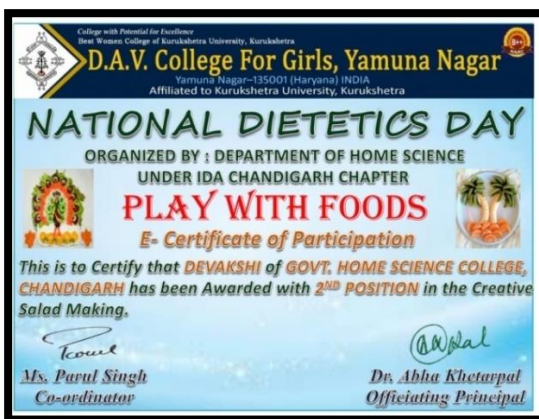 College with Potential for Excellence
Best Women College of Kurukshetra University, Kurukshetra
D.A.V. College For Girls, Yamuna Nagar
Yamuna Nagar-135001 (Haryana) INDIA
Affiliated to Kurukshetra University, Kurukshetra
B++
NATIONAL DIETETICS DAY
ORGANIZED BY : DEPARTMENT OF HOME SCIENCE
UNDER IDA CHANDIGARH CHAPTER
PLAY WITH FOODS
E- Certificate of Participation
This is to Certify that DEVAKSHI of GOVT. HOME SCIENCE COLLEGE,
CHANDIGARH has been Awarded with 2ND POSITION in the Creative
Salad Making.
Ms. Parul Singh
Co-ordinator
Dr. Abha Khetarpal
Officiating Principal